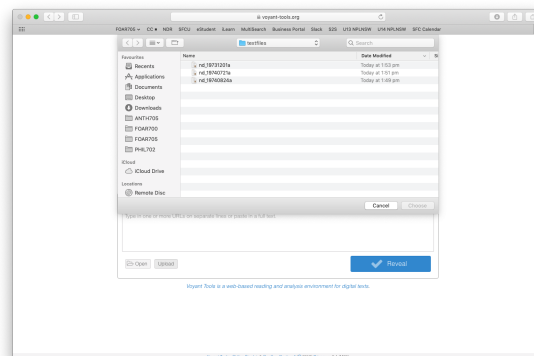 voyant-tools.org
FOAR705 CC NDR SFCU eStudent iLearn MultiSearch Business Portal Slack S2S U13 NPLNSW U14 NPLNSW SFC Calendar
testfiles
Search
Favourites
Name
Date Modified
Recents
nd_19731201a
Today at 1:53 pm
Applications
nd_19740721a
Today at 1:51 pm
Documents
nd_19740824a
Today at 1:49 pm
Desktop
Downloads
ANTH705
FOAR700
FOAR705
PHIL702
iCloud
iCloud Drive
Locations
Remote Disc
Cancel
Choose
Type in one or more URLs on separate lines or paste in a full text
Open
Upload
Reveal
Voyant Tools is a web-based reading and analysis environment for digital texts.